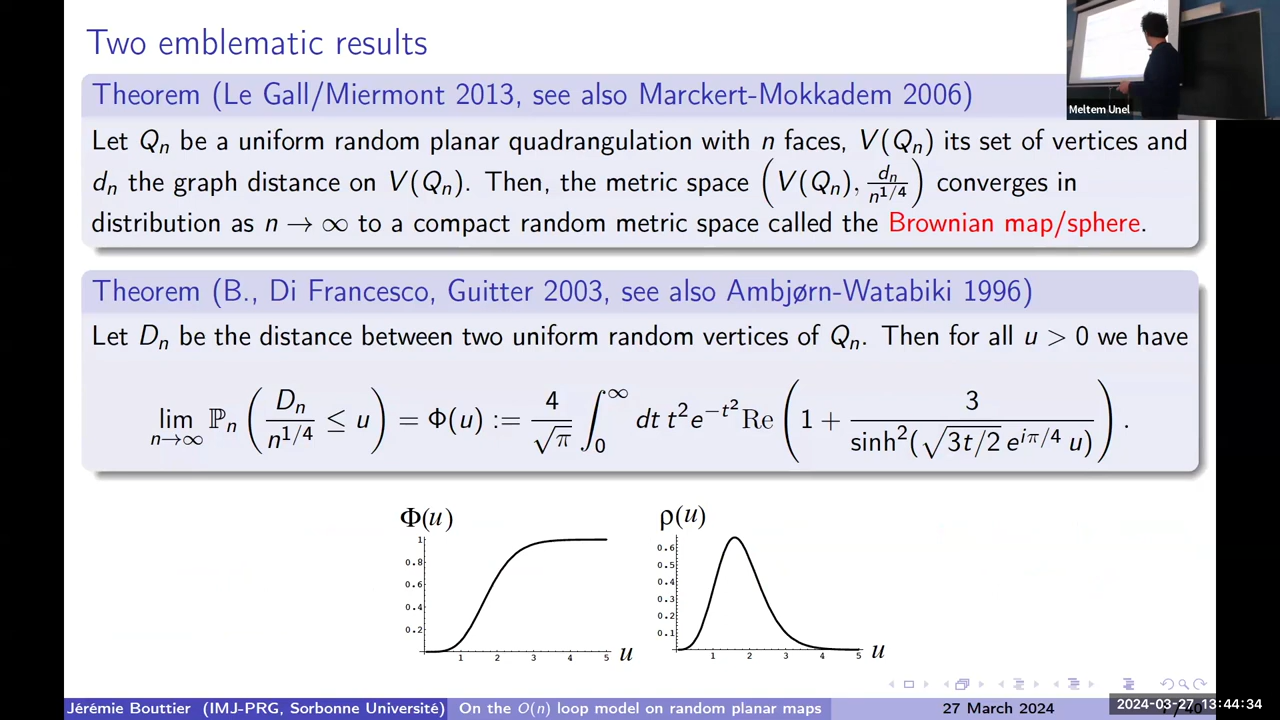 Two emblematic results
Meltem Unel
Theorem (Le Gall/Miermont 2013, see also Marckert-Mokkadem 2006)
Let Qₙ be a uniform random planar quadrangulation with n faces, V(Qₙ) its set of vertices and
dₙ the graph distance on V(Qₙ). Then, the metric space (V(Qₙ), dₙ/n^{1/4}) converges in
distribution as n → ∞ to a compact random metric space called the Brownian map/sphere.
Theorem (B., Di Francesco, Guitter 2003, see also Ambjørn-Watabiki 1996)
Let Dₙ be the distance between two uniform random vertices of Qₙ. Then for all u > 0 we have
lim_{n→∞} ℙₙ (Dₙ/n^{1/4} ≤ u) = Φ(u) := 4/√π ∫₀^∞ dt t² e^{-t²} Re (1 + 3/sinh²(√(3t/2) e^{iπ/4} u)).
Φ(u)
1
0.8
0.6
0.4
0.2
1 2 3 4 5 u
ρ(u)
0.6
0.5
0.4
0.3
0.2
0.1
1 2 3 4 5 u
Jérémie Bouttier (IMJ-PRG, Sorbonne Université) On the O(n) loop model on random planar maps 27 March 2024
2024-03-27 13:44:34